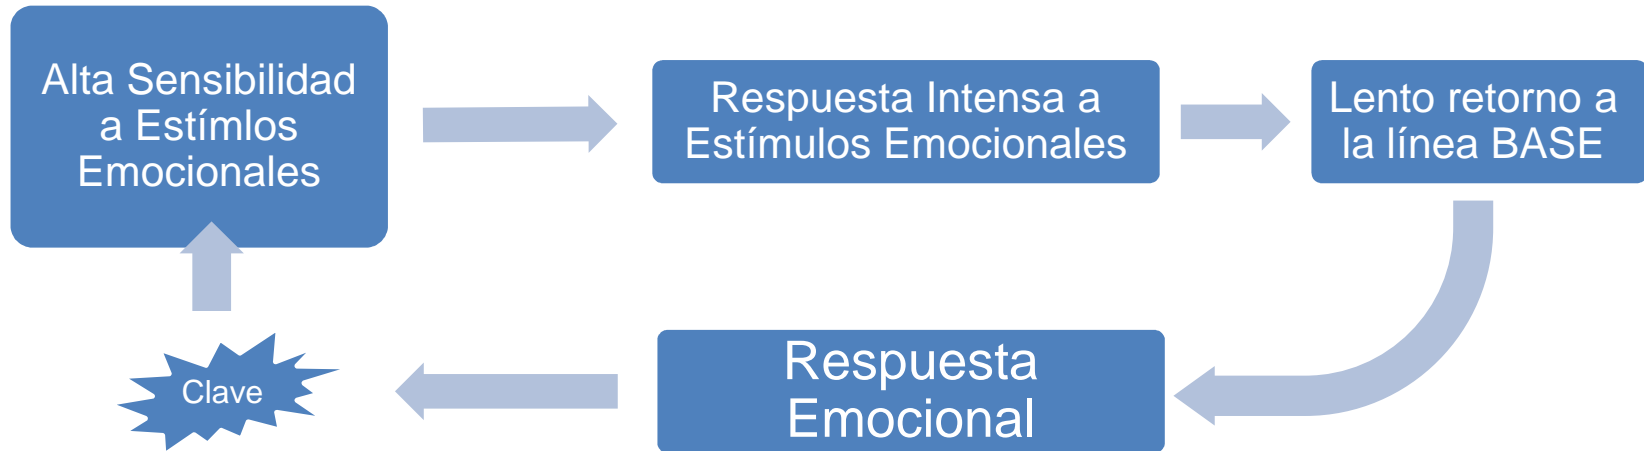 Alta Sensibilidad
a Estímlos
Emocionales
Respuesta Intensa a
Estímulos Emocionales
Lento retorno a
la línea BASE
Respuesta
Emocional
Clave